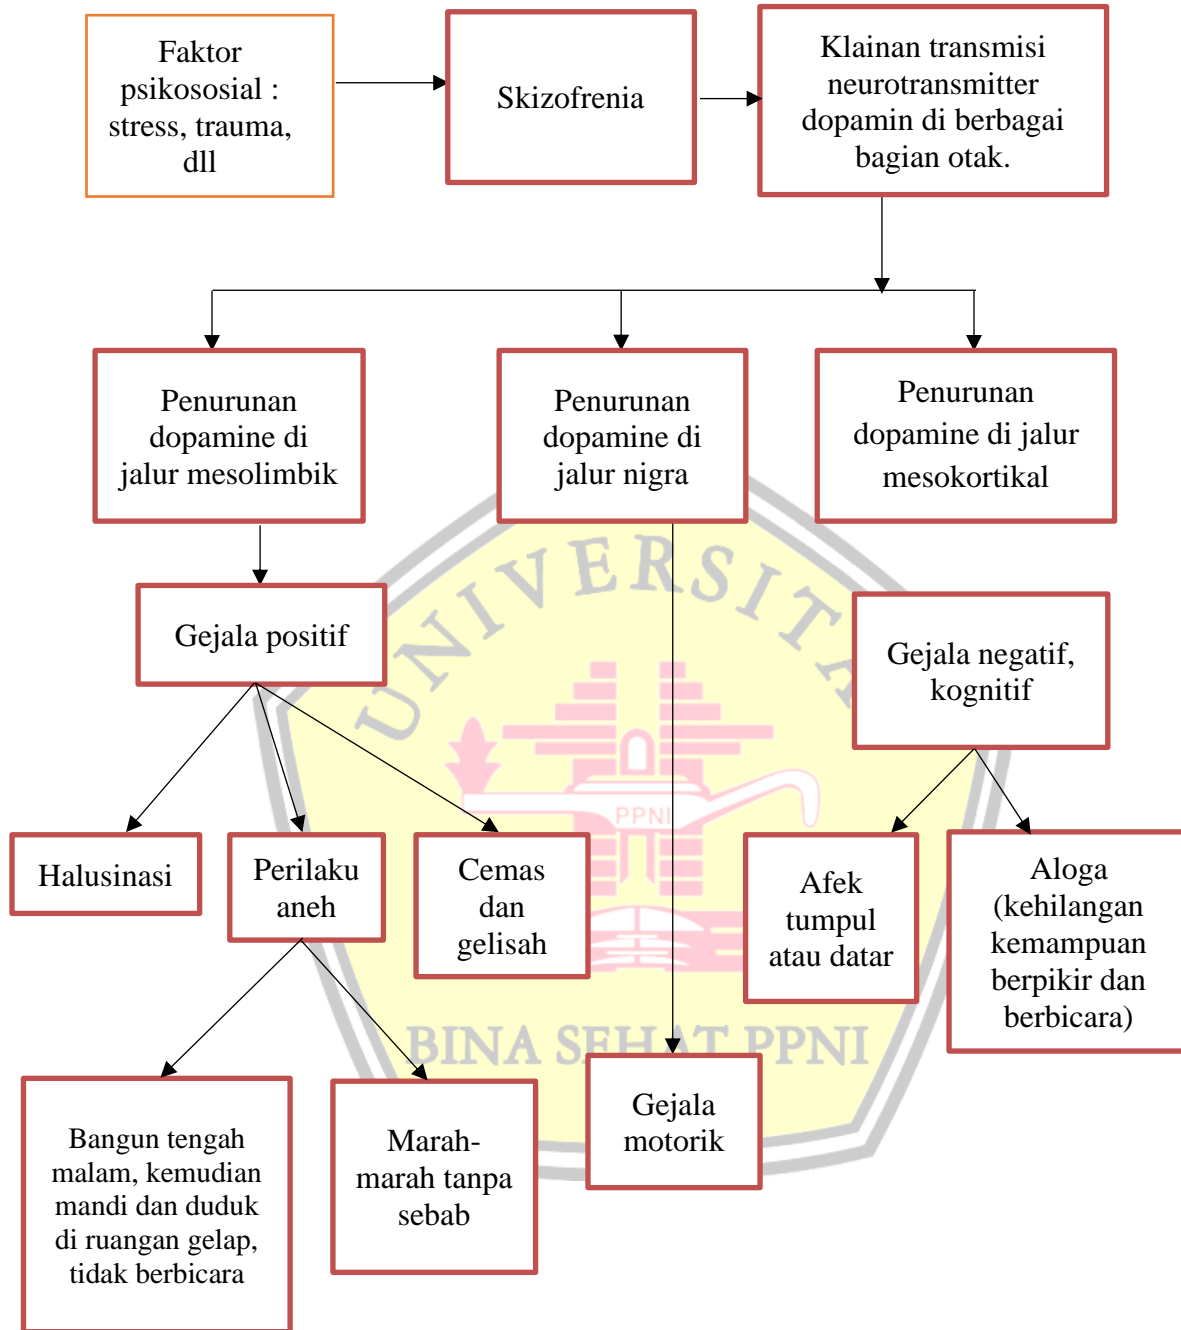 Faktor
psikososial :
stress, trauma,
dll
Skizofrenia
Klainan transmisi
neurotransmitter
dopamin di berbagai
bagian otak.
Penurunan
dopamine di
jalur mesolimbik
Penurunan
dopamine di
jalur nigra
Penurunan
dopamine di jalur
mesokortikal
UNIVERSITA
Gejala positif
Gejala negatif,
kognitif
PPNI
Halusinasi
Perilaku
aneh
Cemas
dan
gelisah
Afek
tumpul
atau datar
Aloga
(kehilangan
kemampuan
berpikir dan
berbicara)
BINA SEHAT PPNI
Bangun tengah
malam, kemudian
mandi dan duduk
di ruangan gelap,
tidak berbicara
Marah-
marah tanpa
sebab
Gejala
motorik